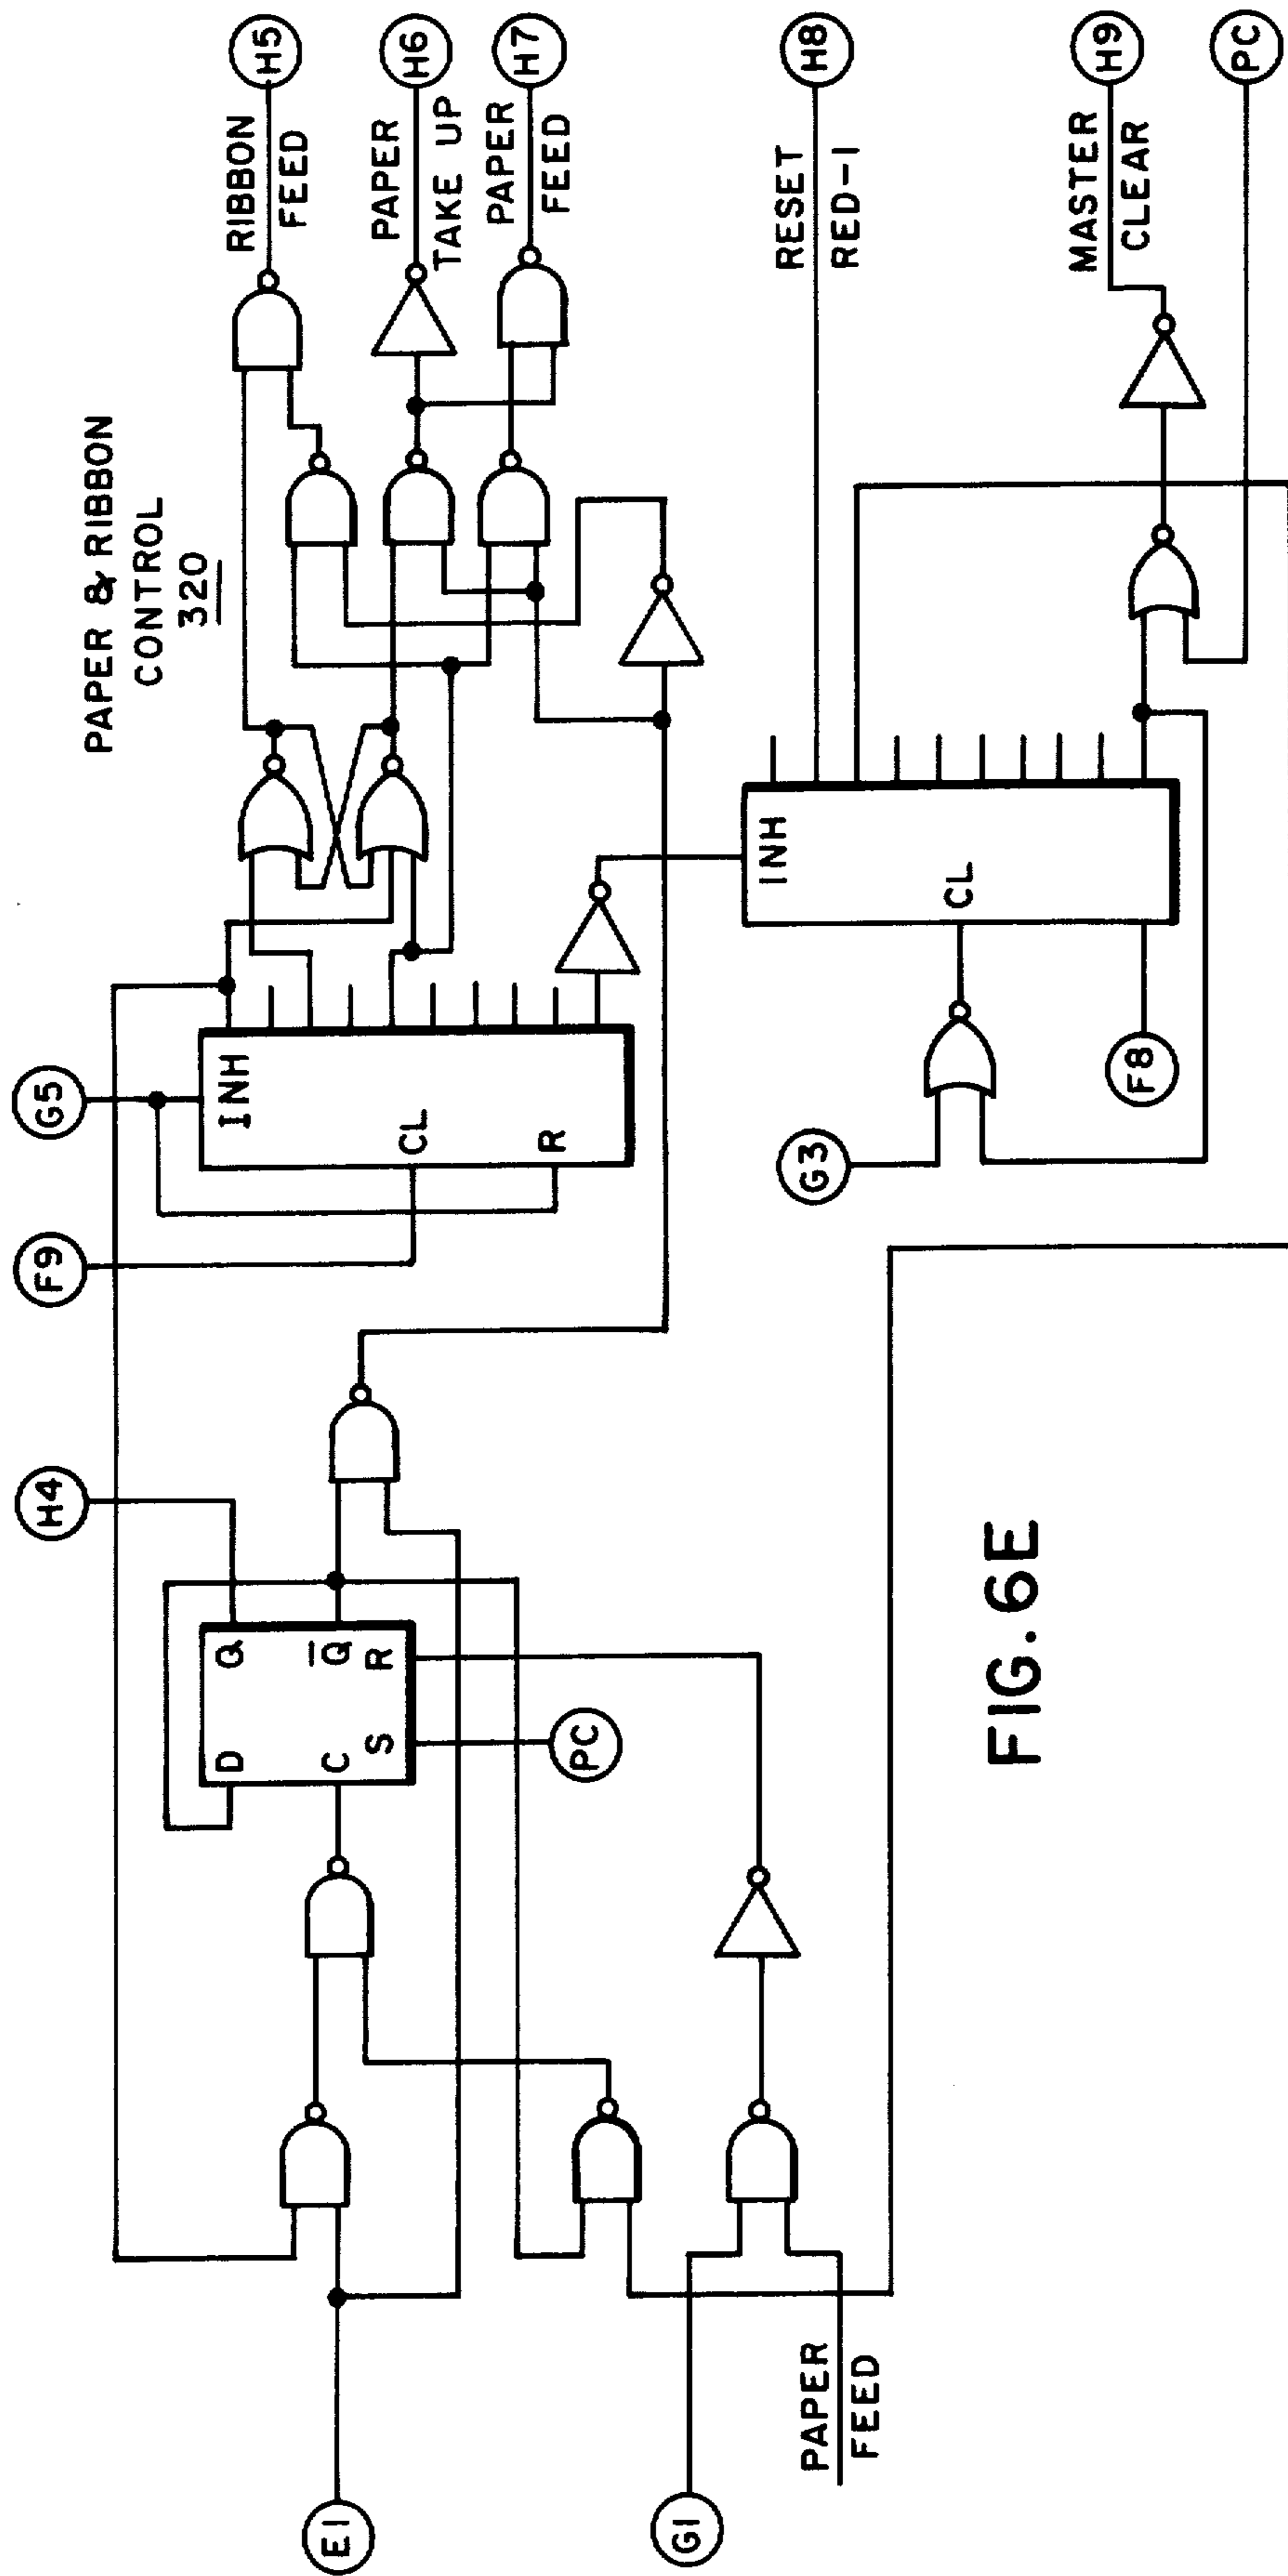 PAPER & RIBBON
CONTROL
320
RIBBON
FEED
H5
PAPER
TAKE UP
H6
PAPER
FEED
H7
RESET
RED-1
H8
MASTER
CLEAR
H9
PC
G5
F9
INH
CL
R
H4
D
Q
C
Q̅
S
R
PC
INH
CL
G3
F8
E1
G1
PAPER
FEED
FIG. 6E